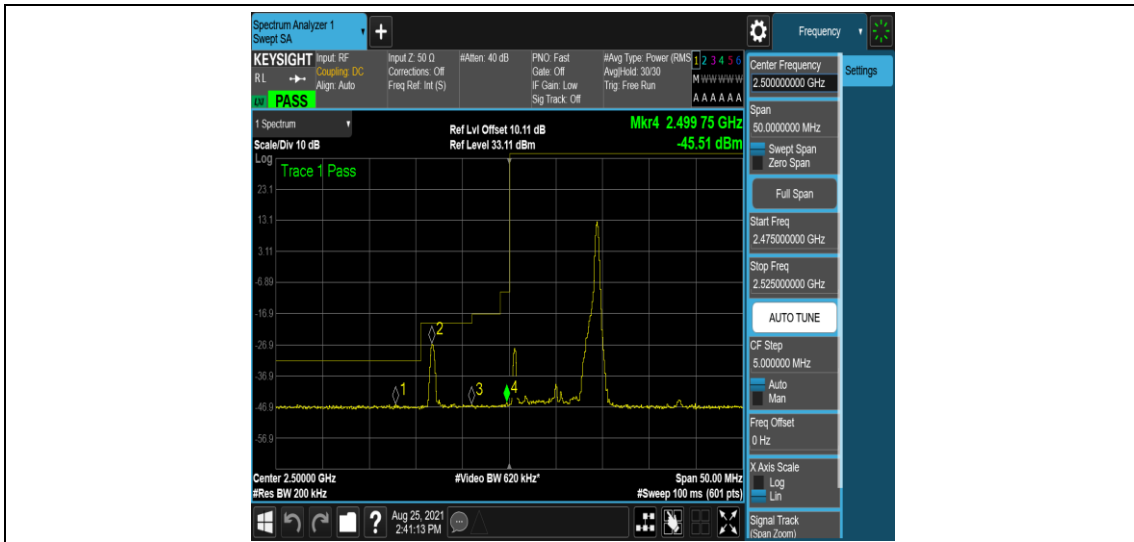 Spectrum Analyzer 1
Swept SA
+
Frequency
KEYSIGHT
RL
PASS
Input: RF
Coupling: DC
Align: Auto
Input Z: 50 Ω
Corrections: Off
Freq Ref: Int (S)
#Atten: 40 dB
PNO: Fast
Gate: Off
IF Gain: Low
Sig Track: Off
#Avg Type: Power (RMS
Avg|Hold: 30/30
Trig: Free Run
1 2 3 4 5 6
M W W W W W
A A A A A A
1 Spectrum
Scale/Div 10 dB
Ref Lvl Offset 10.11 dB
Ref Level 33.11 dBm
Mkr4 2.499 75 GHz
-45.51 dBm
Log
Trace 1 Pass
23.1
13.1
3.11
-6.89
-16.9
-26.9
-36.9
-46.9
-56.9
1
2
3
4
Center 2.50000 GHz
#Res BW 200 kHz
#Video BW 620 kHz*
Span 50.00 MHz
#Sweep 100 ms (601 pts)
Center Frequency
2.500000000 GHz
Settings
Span
50.0000000 MHz
Swept Span
Zero Span
Full Span
Start Freq
2.475000000 GHz
Stop Freq
2.525000000 GHz
AUTO TUNE
CF Step
5.000000 MHz
Auto
Man
Freq Offset
0 Hz
X Axis Scale
Log
Lin
Signal Track
(Span Zoom)
?
Aug 25, 2021
2:41:13 PM